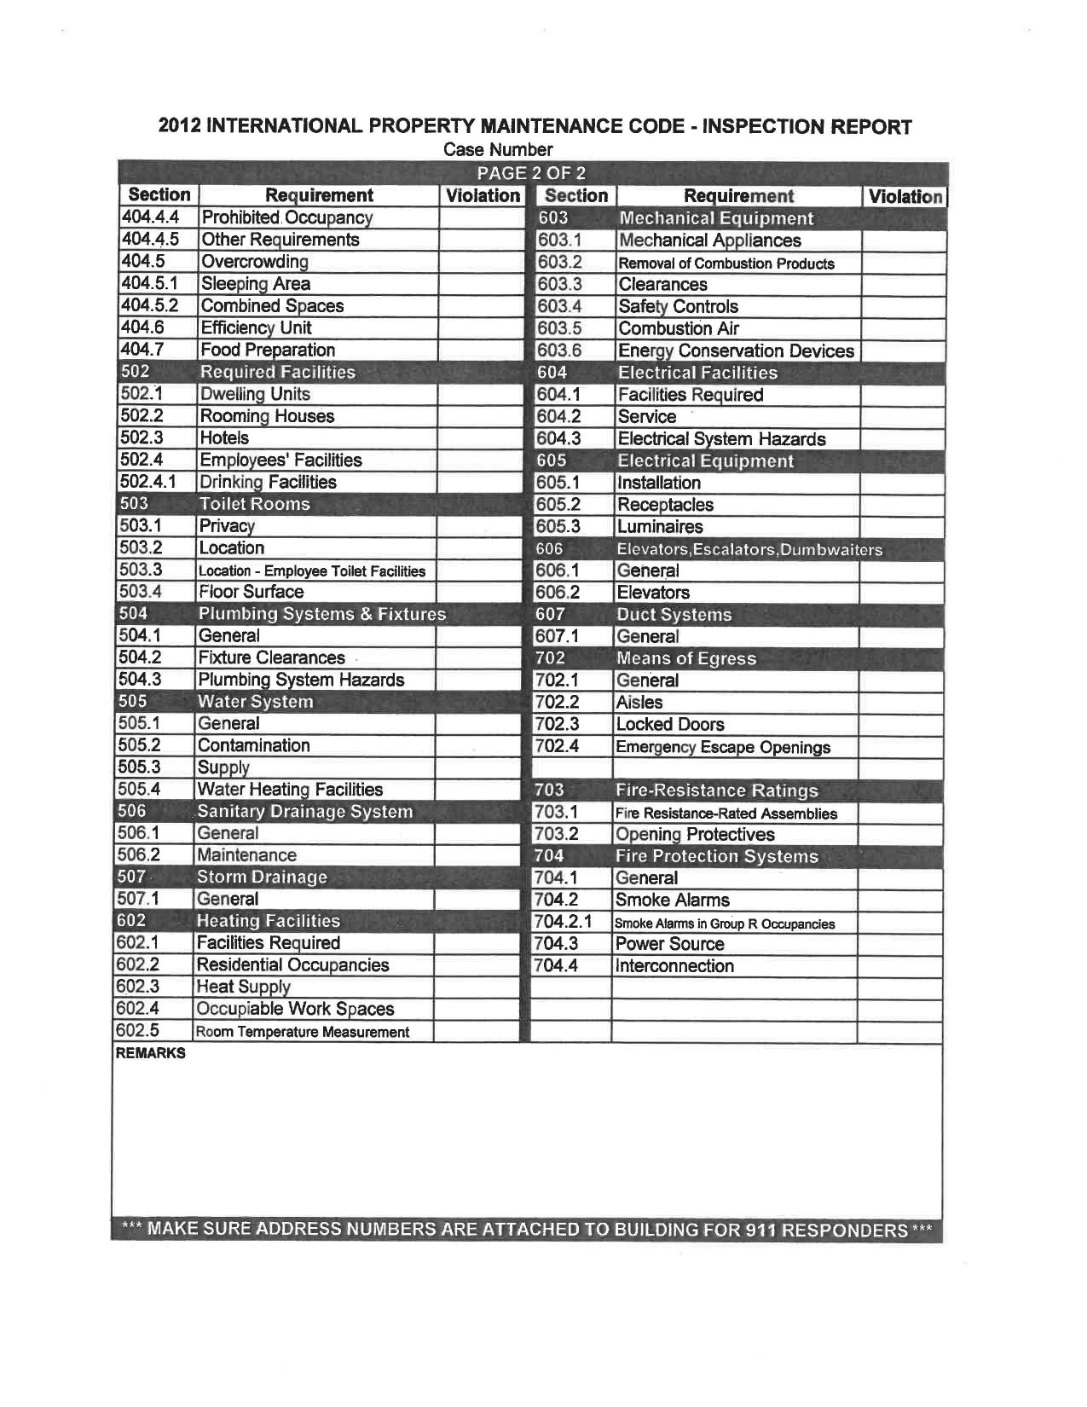 2012 INTERNATIONAL PROPERTY MAINTENANCE CODE - INSPECTION REPORT
Case Number
PAGE 2 OF 2
Section Requirement Violation Section Requirement Violation
404.4.4 Prohibited Occupancy 603 Mechanical Equipment
404.4.5 Other Requirements 603.1 Mechanical Appliances
404.5 Overcrowding 603.2 Removal of Combustion Products
404.5.1 Sleeping Area 603.3 Clearances
404.5.2 Combined Spaces 603.4 Safety Controls
404.6 Efficiency Unit 603.5 Combustion Air
404.7 Food Preparation 603.6 Energy Conservation Devices
502 Required Facilities 604 Electrical Facilities
502.1 Dwelling Units 604.1 Facilities Required
502.2 Rooming Houses 604.2 Service
502.3 Hotels 604.3 Electrical System Hazards
502.4 Employees' Facilities 605 Electrical Equipment
502.4.1 Drinking Facilities 605.1 Installation
503 Toilet Rooms 605.2 Receptacles
503.1 Privacy 605.3 Luminaires
503.2 Location 606 Elevators,Escalators,Dumbwaiters
503.3 Location - Employee Toilet Facilities 606.1 General
503.4 Floor Surface 606.2 Elevators
504 Plumbing Systems & Fixtures 607 Duct Systems
504.1 General 607.1 General
504.2 Fixture Clearances 702 Means of Egress
504.3 Plumbing System Hazards 702.1 General
505 Water System 702.2 Aisles
505.1 General 702.3 Locked Doors
505.2 Contamination 702.4 Emergency Escape Openings
505.3 Supply
505.4 Water Heating Facilities 703 Fire-Resistance Ratings
506 Sanitary Drainage System 703.1 Fire Resistance-Rated Assemblies
506.1 General 703.2 Opening Protectives
506.2 Maintenance 704 Fire Protection Systems
507 Storm Drainage 704.1 General
507.1 General 704.2 Smoke Alarms
602 Heating Facilities 704.2.1 Smoke Alarms in Group R Occupancies
602.1 Facilities Required 704.3 Power Source
602.2 Residential Occupancies 704.4 Interconnection
602.3 Heat Supply
602.4 Occupiable Work Spaces
602.5 Room Temperature Measurement
REMARKS
*** MAKE SURE ADDRESS NUMBERS ARE ATTACHED TO BUILDING FOR 911 RESPONDERS ***